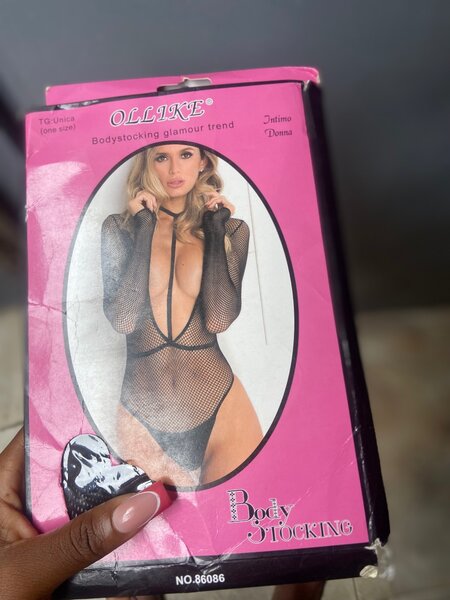 TG:Unica
(one size)
OLLIKE®
Bodystocking glamour trend
Intimo
Donna
Body
STOCKING
NO.86086